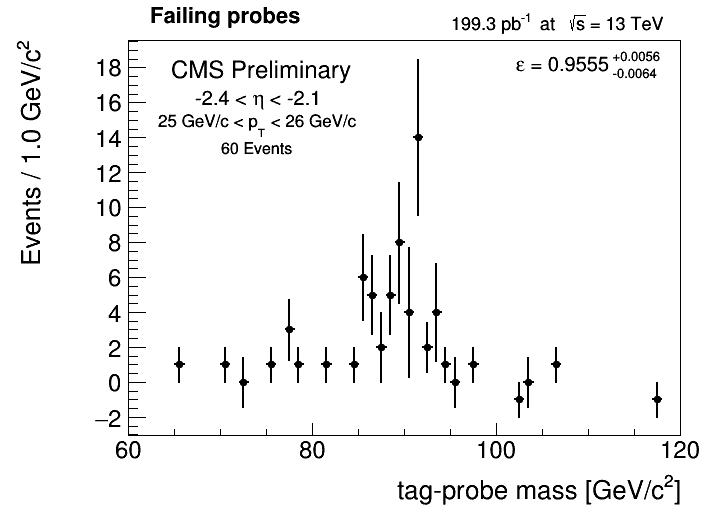 Failing probes
199.3 pb⁻¹ at √s = 13 TeV
CMS Preliminary
-2.4 < η < -2.1
25 GeV/c < p_T < 26 GeV/c
60 Events
ε = 0.9555 +0.0056 -0.0064
Events / 1.0 GeV/c²
18
16
14
12
10
8
6
4
2
0
−2
60 80 100 120
tag-probe mass [GeV/c²]